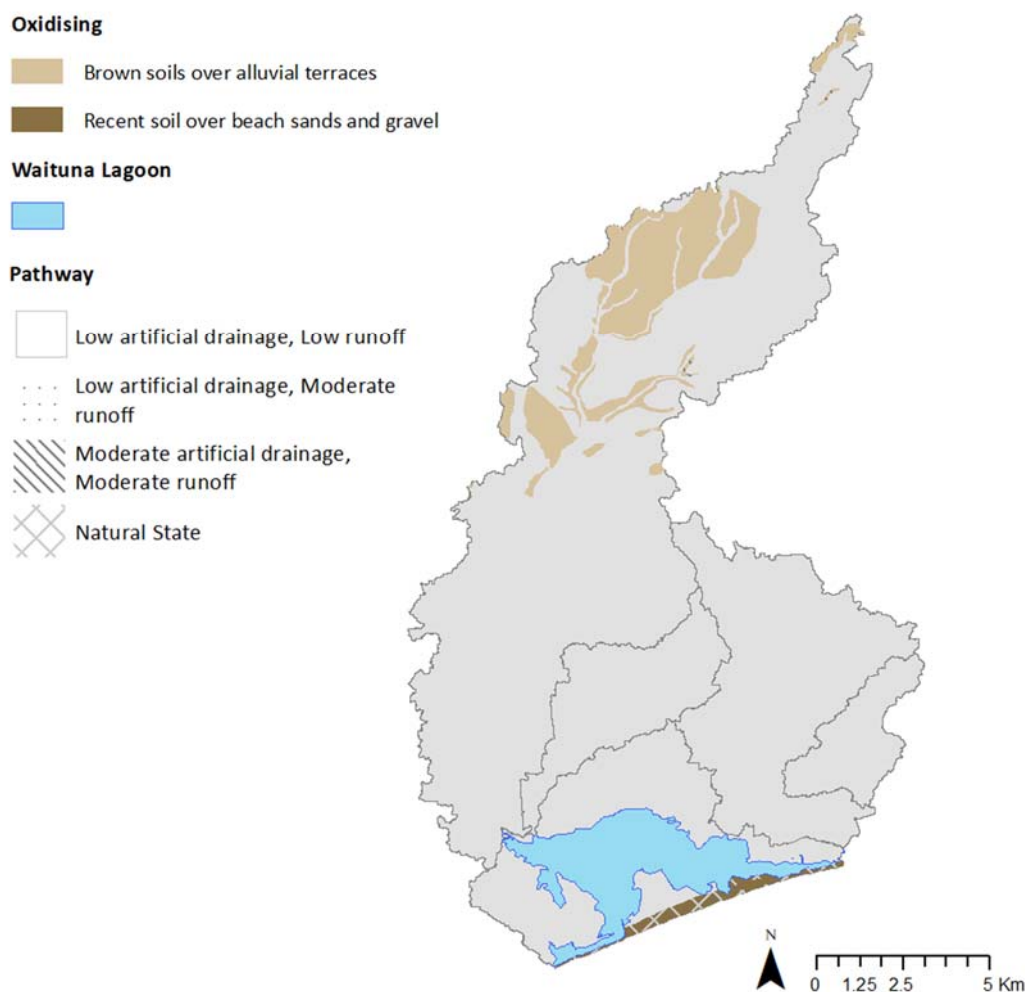 Oxidising
Brown soils over alluvial terraces
Recent soil over beach sands and gravel
Waituna Lagoon
Pathway
Low artificial drainage, Low runoff
Low artificial drainage, Moderate
runoff
Moderate artificial drainage,
Moderate runoff
Natural State
N
0 1.25 2.5 5 Km